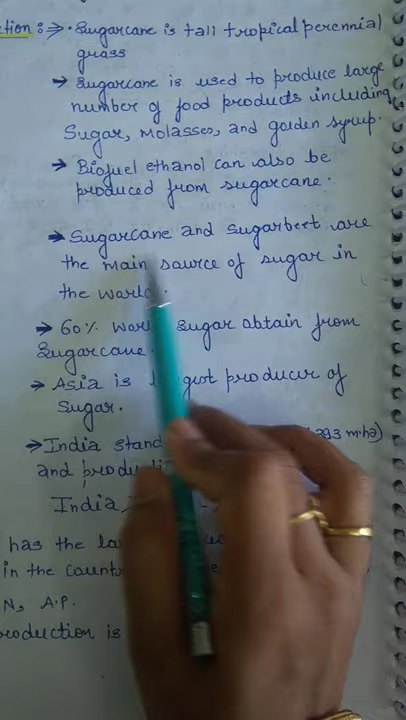 ction :⇒ • Sugarcane is tall tropical perennial
grass
→ Sugarcane is used to produce large
number of food products including
Sugar, Molasses, and golden syrup.
→ Biofuel ethanol can also be
produced from sugarcane.
→ Sugarcane and Sugarbeet are
the main source of sugar in
the world.
→ 60% world sugar obtain from
Sugarcane.
→ Asia is largest producer of
Sugar.
→ India stand 393 m·ha)
and produ
India
has the la
in the count
N, A.P.
roduction is